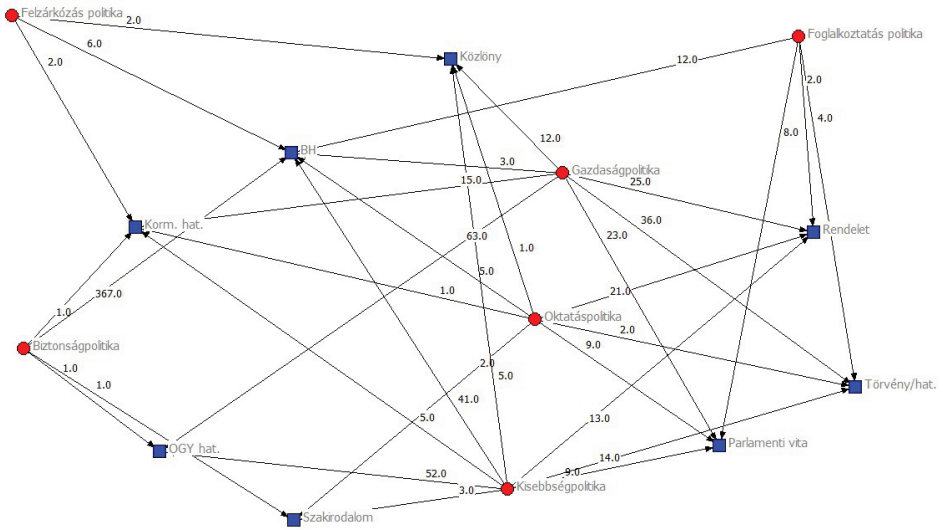 Felzárkózás politika
2.0
Foglalkoztatás politika
6.0
Közlöny
12.0
2.0
2.0
4.0
8.0
12.0
BH
3.0
Gazdaságpolitika
15.0
25.0
Korm. hat.
36.0
Rendelet
63.0
23.0
1.0
5.0
367.0
1.0
21.0
1.0
Oktatáspolitika
2.0
Biztonságpolitika
9.0
1.0
2.0
1.0
5.0
Törvény/hat.
41.0
5.0
13.0
OGY hat.
Parlamenti vita
14.0
52.0
9.0
3.0
Kisebbségpolitika
Szakirodalom